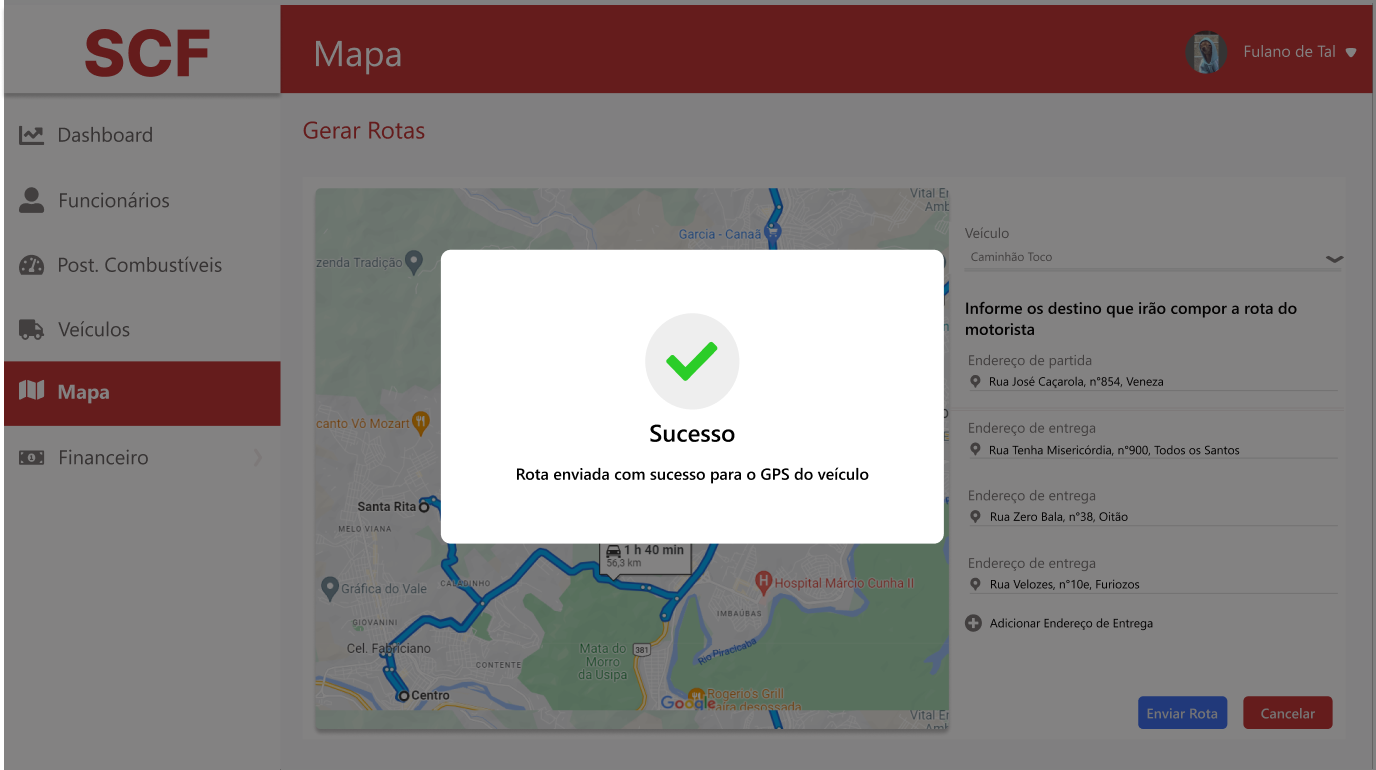 SCF
Mapa
Fulano de Tal
Dashboard
Funcionários
Post. Combustíveis
Veículos
Mapa
Financeiro
Gerar Rotas
Garcia - Canaã
zenda Tradição
canto Vô Mozart
Santa Rita
MELO VIANA
1 h 40 min
56,3 km
Gráfica do Vale
Hospital Márcio Cunha II
IMBAÚBAS
GIOVANINI
Cel. Fabriciano
CONTENTE
Mata do
Morro
da Usipa
381
Rio Piracicaba
Centro
Rogerio's Grill
Google
Vital E
Sucesso
Rota enviada com sucesso para o GPS do veículo
Veículo
Caminhão Toco
Informe os destino que irão compor a rota do
motorista
Endereço de partida
Rua José Caçarola, n°854, Veneza
Endereço de entrega
Rua Tenha Misericórdia, n°900, Todos os Santos
Endereço de entrega
Rua Zero Bala, n°38, Oitão
Endereço de entrega
Rua Velozes, n°10e, Furiozos
Adicionar Endereço de Entrega
Enviar Rota
Cancelar